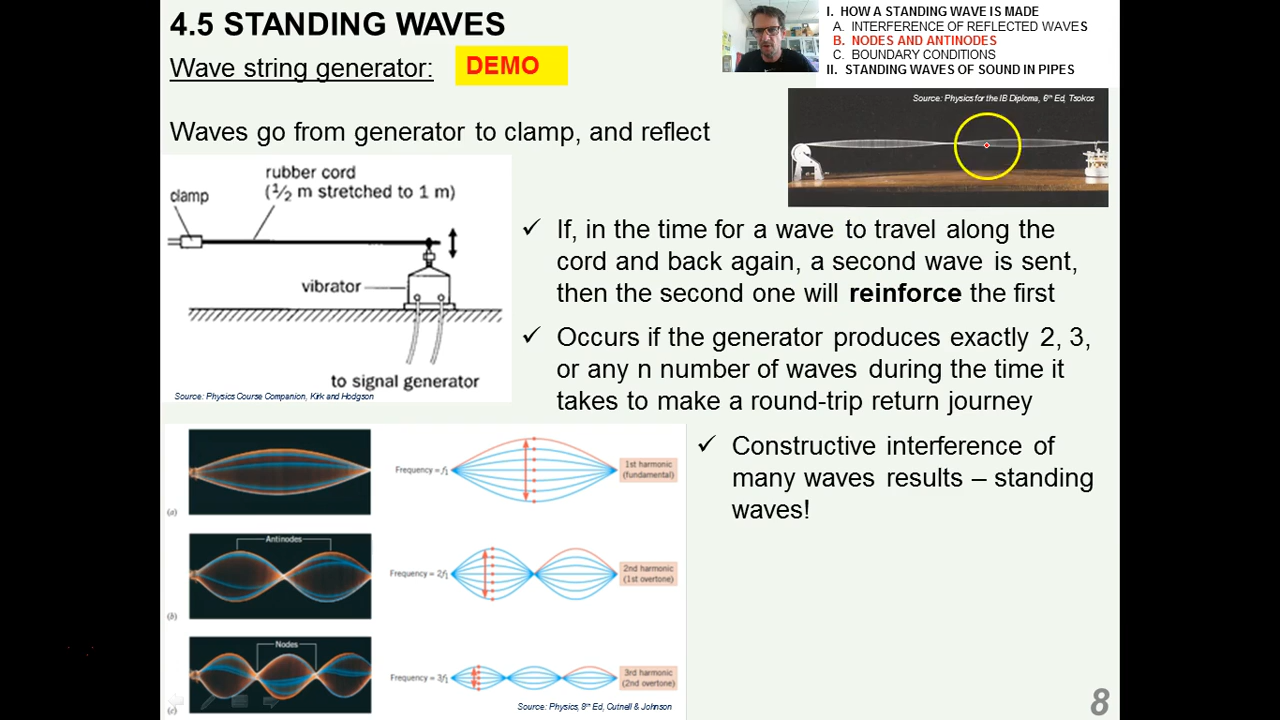 4.5 STANDING WAVES
Wave string generator:
DEMO
I. HOW A STANDING WAVE IS MADE
A. INTERFERENCE OF REFLECTED WAVES
B. NODES AND ANTINODES
C. BOUNDARY CONDITIONS
II. STANDING WAVES OF SOUND IN PIPES
Source: Physics for the IB Diploma, 6th Ed, Tsokos
Waves go from generator to clamp, and reflect
rubber cord
(½ m stretched to 1 m)
clamp
vibrator
to signal generator
Source: Physics Course Companion, Kirk and Hodgson
✓ If, in the time for a wave to travel along the
cord and back again, a second wave is sent,
then the second one will reinforce the first
✓ Occurs if the generator produces exactly 2, 3,
or any n number of waves during the time it
takes to make a round-trip return journey
✓ Constructive interference of
many waves results – standing
waves!
Frequency = f₁
1st harmonic
(fundamental)
(a)
Antinodes
Frequency = 2f₁
2nd harmonic
(1st overtone)
(b)
Nodes
Frequency = 3f₁
3rd harmonic
(2nd overtone)
(c)
Source: Physics, 8th Ed, Cutnell & Johnson
8